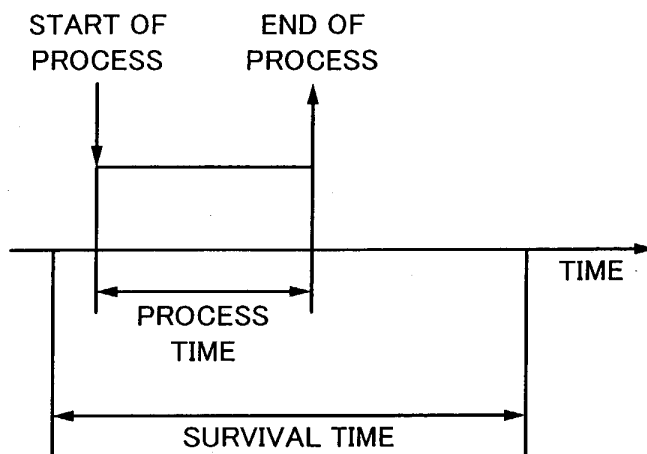 START OF
PROCESS
END OF
PROCESS
TIME
PROCESS
TIME
SURVIVAL TIME